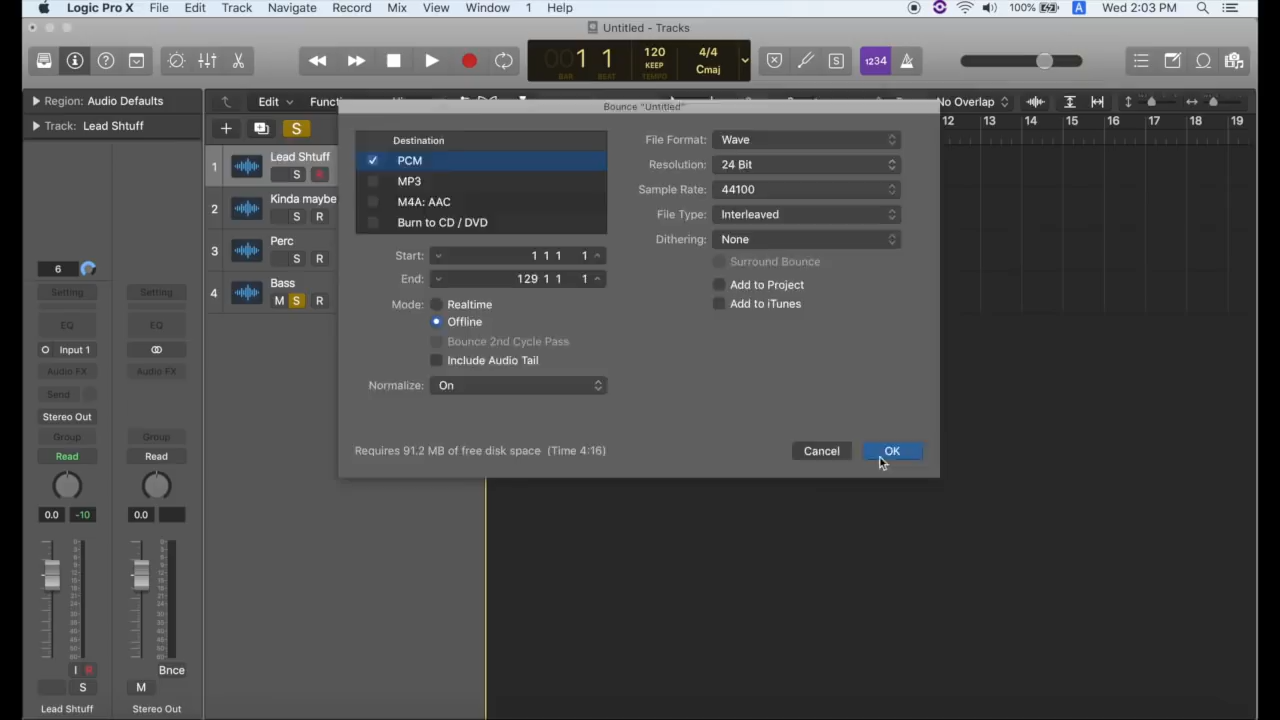 Logic Pro X File Edit Track Navigate Record Mix View Window 1 Help 100% A Wed 2:03 PM
Untitled - Tracks
001 1 120 KEEP 4/4 Cmaj 1234
BAR BEAT TEMPO
Region: Audio Defaults Edit No Overlap
Bounce "Untitled"
Track: Lead Shtuff S 12 13 14 15 16 17 18 19
1 Lead Shtuff S R
2 Kinda maybe S R
3 Perc S R
4 Bass M S R
Destination
PCM
MP3
M4A: AAC
Burn to CD / DVD
Start: 1 1 1 1
End: 129 1 1 1
Mode: Realtime
Offline
Bounce 2nd Cycle Pass
Include Audio Tail
Normalize: On
File Format: Wave
Resolution: 24 Bit
Sample Rate: 44100
File Type: Interleaved
Dithering: None
Surround Bounce
Add to Project
Add to iTunes
Requires 91.2 MB of free disk space (Time 4:16)
Cancel OK
6
Setting Setting
EQ EQ
Input 1
Audio FX Audio FX
Send
Stereo Out
Group Group
Read Read
0.0 -10 0.0
I R Bnce
S M
Lead Shtuff Stereo Out